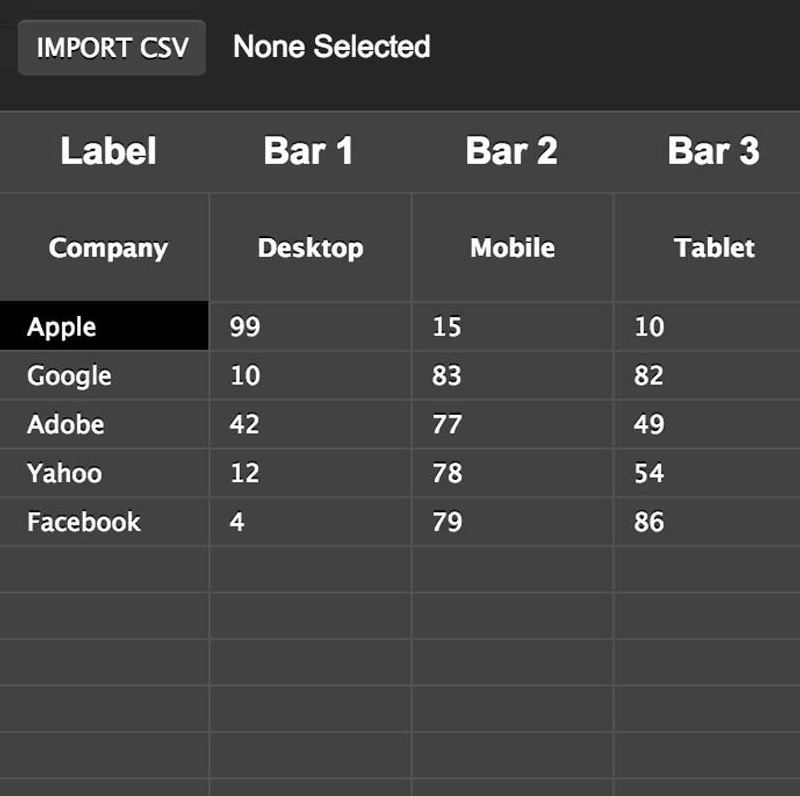 IMPORT CSV None Selected
Label Bar 1 Bar 2 Bar 3
Company Desktop Mobile Tablet
Apple 99 15 10
Google 10 83 82
Adobe 42 77 49
Yahoo 12 78 54
Facebook 4 79 86